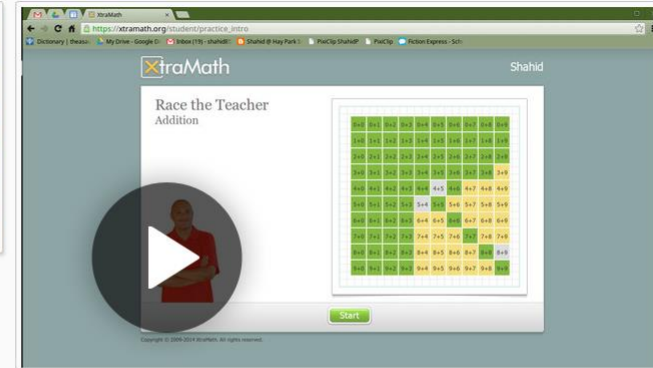 XtraMath
https://xtramath.org/student/practice_intro
Dictionary | thesau My Drive - Google D Inbox (19) - shahidl Shahid @ Hay Park S PixiClip ShahidP PixiClip Fiction Express - Sch
XtraMath
Shahid
Race the Teacher
Addition
0+0 0+1 0+2 0+3 0+4 0+5 0+6 0+7 0+8 0+9
1+0 1+1 1+2 1+3 1+4 1+5 1+6 1+7 1+8 1+9
2+0 2+1 2+2 2+3 2+4 2+5 2+6 2+7 2+8 2+9
3+0 3+1 3+2 3+3 3+4 3+5 3+6 3+7 3+8 3+9
4+0 4+1 4+2 4+3 4+4 4+5 4+6 4+7 4+8 4+9
5+0 5+1 5+2 5+3 5+4 5+5 5+6 5+7 5+8 5+9
6+0 6+1 6+2 6+3 6+4 6+5 6+6 6+7 6+8 6+9
7+0 7+1 7+2 7+3 7+4 7+5 7+6 7+7 7+8 7+9
8+0 8+1 8+2 8+3 8+4 8+5 8+6 8+7 8+8 8+9
9+0 9+1 9+2 9+3 9+4 9+5 9+6 9+7 9+8 9+9
Start
Copyright © 2009-2014 XtraMath. All rights reserved.